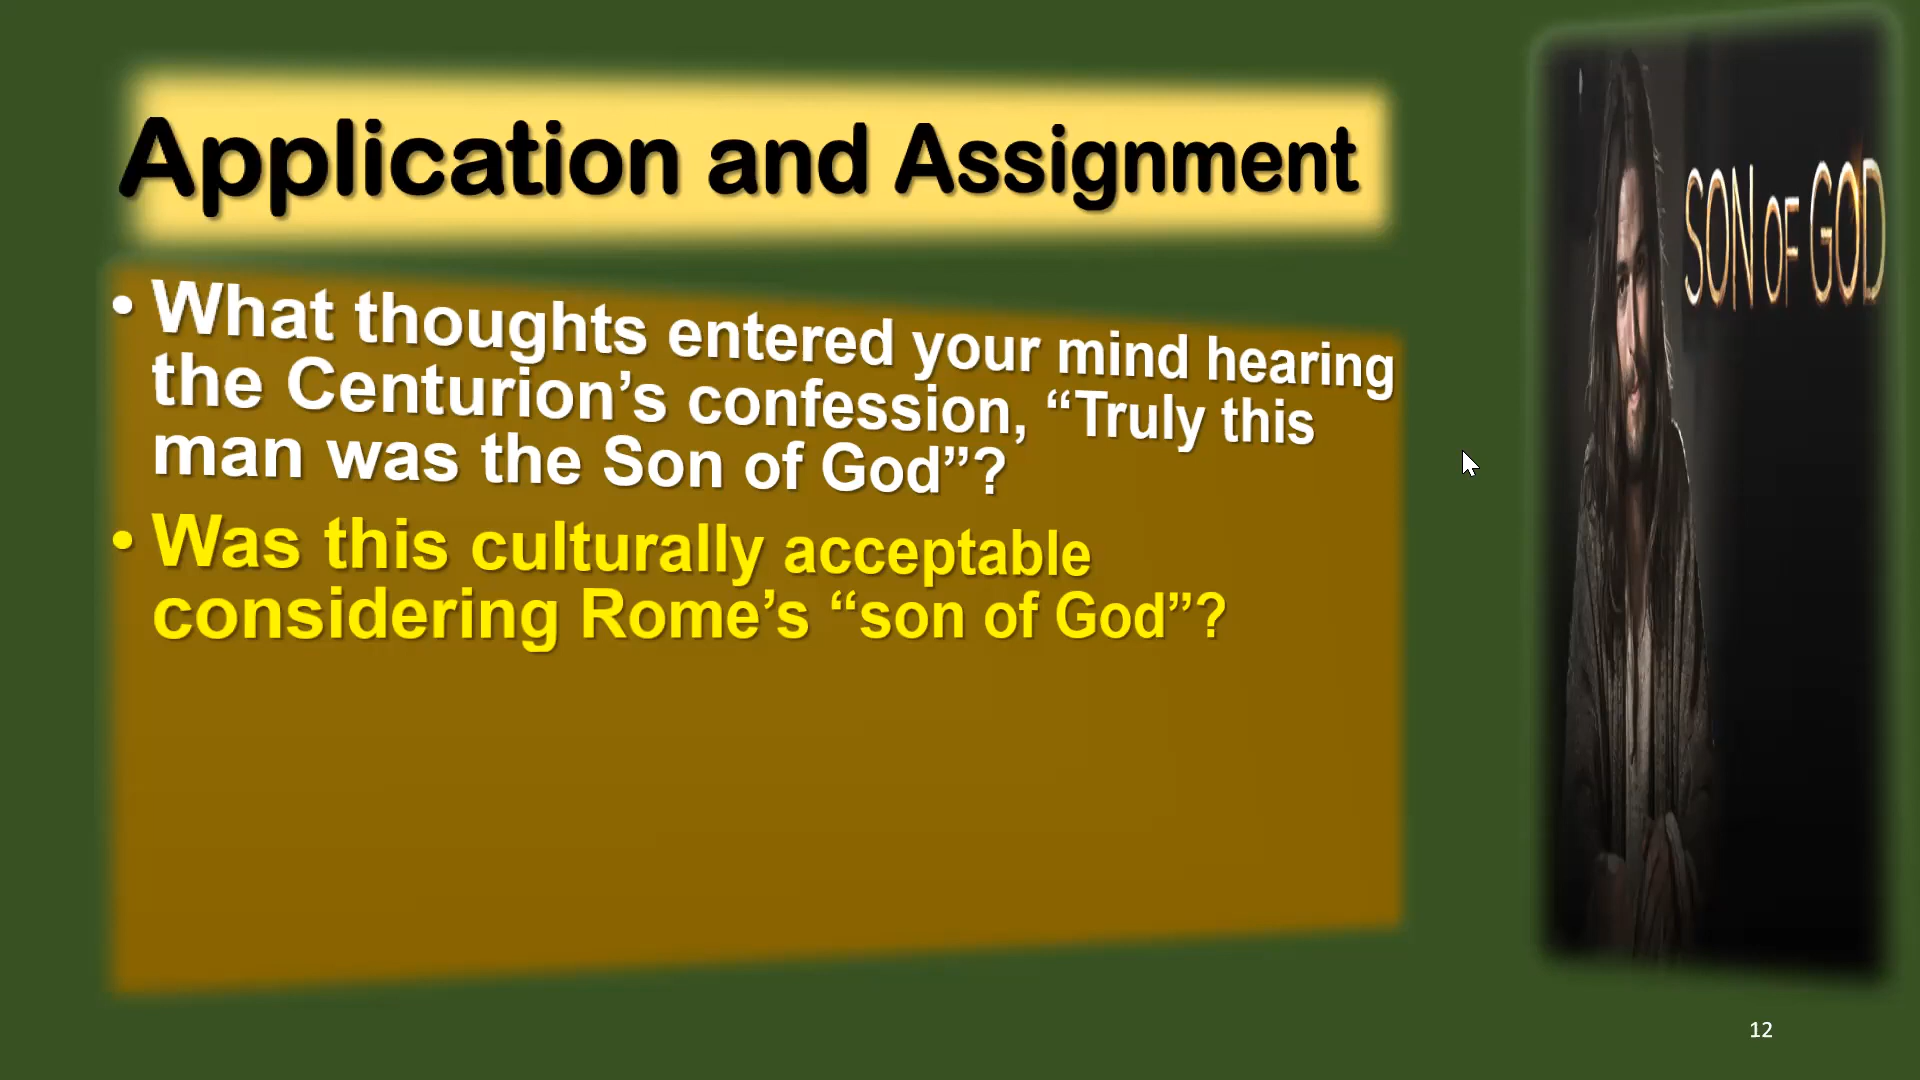 Application and Assignment
• What thoughts entered your mind hearing
the Centurion’s confession, “Truly this
man was the Son of God”?
• Was this culturally acceptable
considering Rome’s “son of God”?
SON OF GOD
12